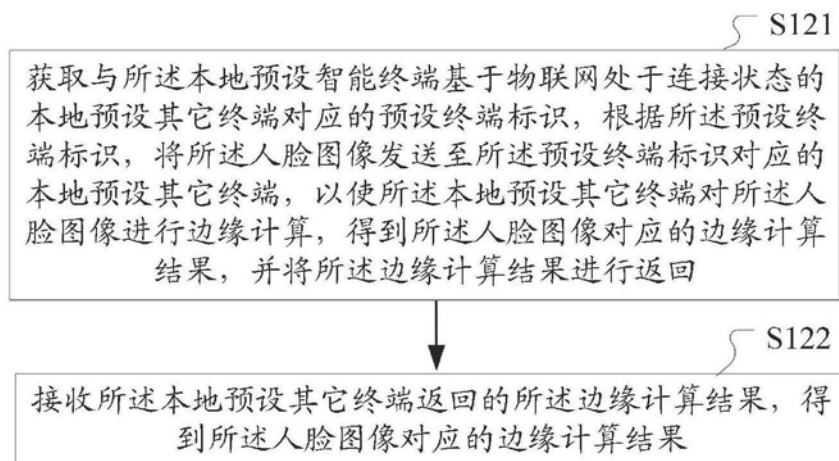 S121
获取与所述本地预设智能终端基于物联网处于连接状态的
本地预设其它终端对应的预设终端标识，根据所述预设终
端标识，将所述人脸图像发送至所述预设终端标识对应的
本地预设其它终端，以使所述本地预设其它终端对所述人
脸图像进行边缘计算，得到所述人脸图像对应的边缘计算
结果，并将所述边缘计算结果进行返回
S122
接收所述本地预设其它终端返回的所述边缘计算结果，得
到所述人脸图像对应的边缘计算结果